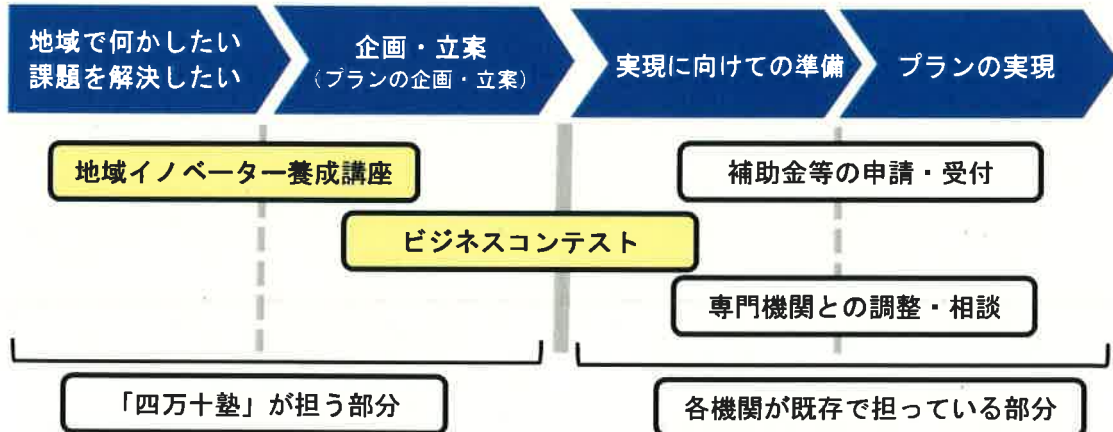 地域で何かしたい
課題を解決したい
企画・立案
(プランの企画・立案)
実現に向けての準備
プランの実現
地域イノベーター養成講座
補助金等の申請・受付
ビジネスコンテスト
専門機関との調整・相談
「四万十塾」が担う部分
各機関が既存で担っている部分